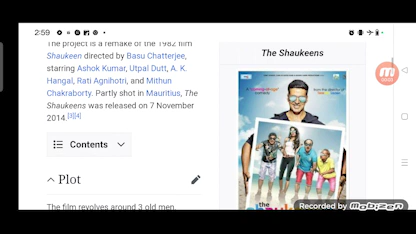 2:59
The project is a remake of the 1982 film
Shaukeen directed by Basu Chatterjee,
starring Ashok Kumar, Utpal Dutt, A. K.
Hangal, Rati Agnihotri, and Mithun
Chakraborty. Partly shot in Mauritius, The
Shaukeens was released on 7 November
2014.[3][4]
Contents
Plot
The film revolves around 3 old men,
The Shaukeens
the
Recorded by Mobizen